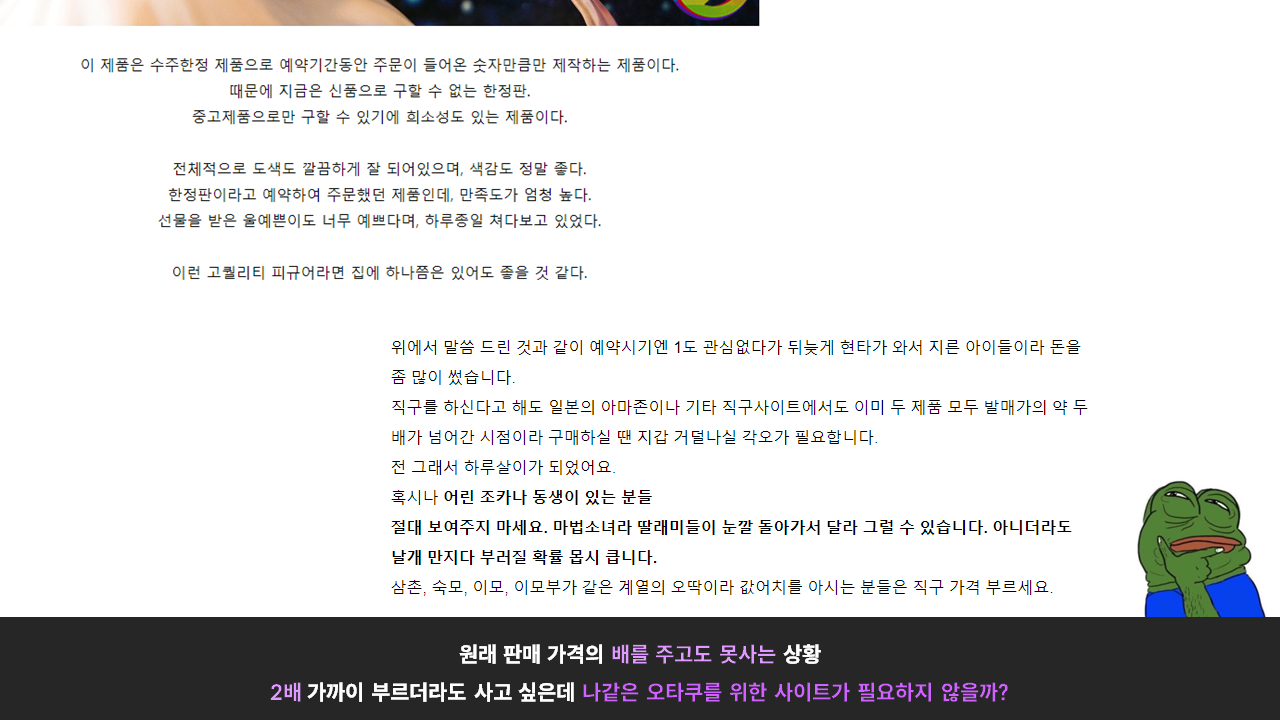 이 제품은 수주한정 제품으로 예약기간동안 주문이 들어온 숫자만큼만 제작하는 제품이다.
때문에 지금은 신품으로 구할 수 없는 한정판.
중고제품으로만 구할 수 있기에 희소성도 있는 제품이다.
전체적으로 도색도 깔끔하게 잘 되어있으며, 색감도 정말 좋다.
한정판이라고 예약하여 주문했던 제품인데, 만족도가 엄청 높다.
선물을 받은 울예쁜이도 너무 예쁘다며, 하루종일 쳐다보고 있었다.
이런 고퀄리티 피규어라면 집에 하나쯤은 있어도 좋을 것 같다.
위에서 말씀 드린 것과 같이 예약시기엔 1도 관심없다가 뒤늦게 현타가 와서 지른 아이들이라 돈을
좀 많이 썼습니다.
직구를 하신다고 해도 일본의 아마존이나 기타 직구사이트에서도 이미 두 제품 모두 발매가의 약 두
배가 넘어간 시점이라 구매하실 땐 지갑 거덜나실 각오가 필요합니다.
전 그래서 하루살이가 되었어요.
혹시나 어린 조카나 동생이 있는 분들
절대 보여주지 마세요. 마법소녀라 딸래미들이 눈깔 돌아가서 달라 그럴 수 있습니다. 아니더라도
날개 만지다 부러질 확률 몹시 큽니다.
삼촌, 숙모, 이모, 이모부가 같은 계열의 오딱이라 값어치를 아시는 분들은 직구 가격 부르세요.
원래 판매 가격의 배를 주고도 못사는 상황
2배 가까이 부르더라도 사고 싶은데 나같은 오타쿠를 위한 사이트가 필요하지 않을까?